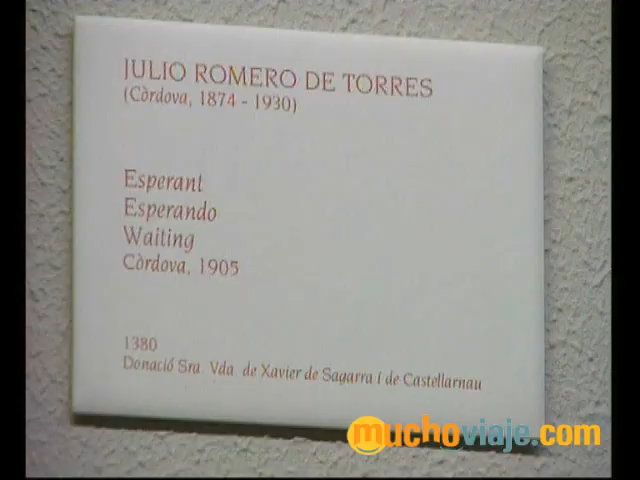 JULIO ROMERO DE TORRES
(Còrdova, 1874 - 1930)
Esperant
Esperando
Waiting
Còrdova, 1905
1380
Donació Sra. Vda. de Xavier de Sagarra i de Castellarnau
muchoviaje.com